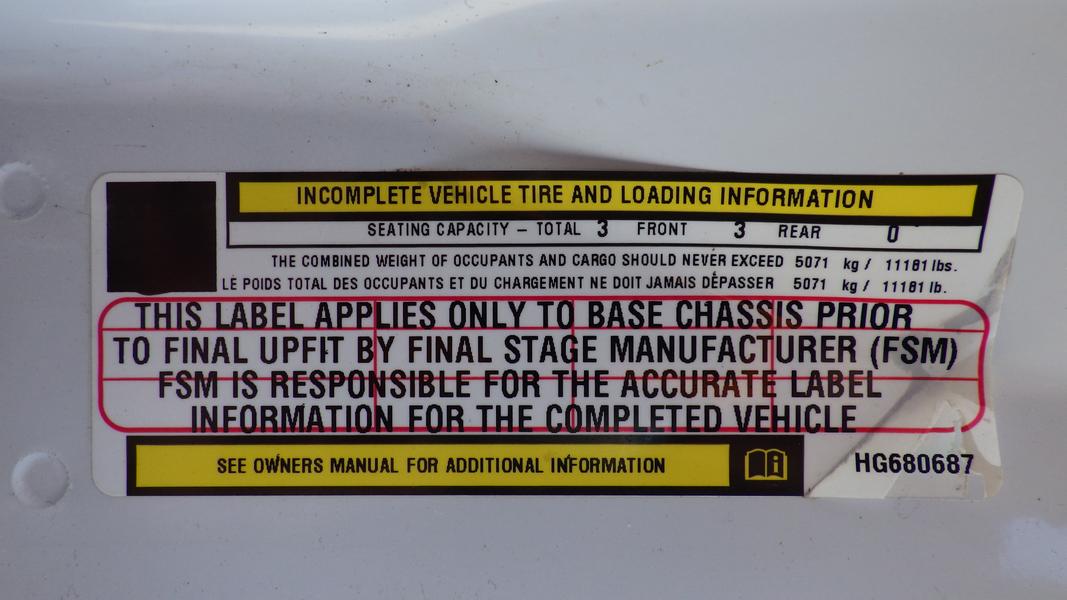 INCOMPLETE VEHICLE TIRE AND LOADING INFORMATION
SEATING CAPACITY – TOTAL 3 FRONT 3 REAR 0
THE COMBINED WEIGHT OF OCCUPANTS AND CARGO SHOULD NEVER EXCEED 5071 kg / 11181 lbs.
LE POIDS TOTAL DES OCCUPANTS ET DU CHARGEMENT NE DOIT JAMAIS DÉPASSER 5071 kg / 11181 lb.
THIS LABEL APPLIES ONLY TO BASE CHASSIS PRIOR
TO FINAL UPFIT BY FINAL STAGE MANUFACTURER (FSM)
FSM IS RESPONSIBLE FOR THE ACCURATE LABEL
INFORMATION FOR THE COMPLETED VEHICLE
SEE OWNERS MANUAL FOR ADDITIONAL INFORMATION
HG680687